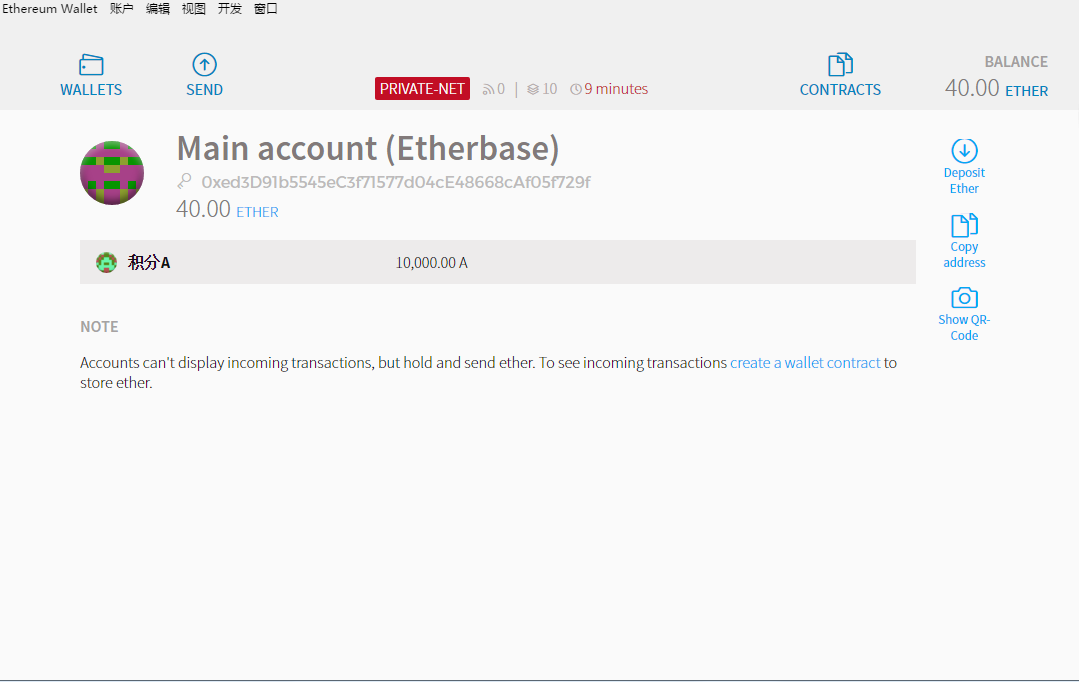 Ethereum Wallet 账户 编辑 视图 开发 窗口
WALLETS
SEND
PRIVATE-NET 0 | 10 9 minutes
CONTRACTS
BALANCE
40.00 ETHER
Main account (Etherbase)
0xed3D91b5545eC3f71577d04cE48668cAf05f729f
40.00 ETHER
积分A 10,000.00 A
Deposit
Ether
Copy
address
Show QR-
Code
NOTE
Accounts can't display incoming transactions, but hold and send ether. To see incoming transactions create a wallet contract to
store ether.